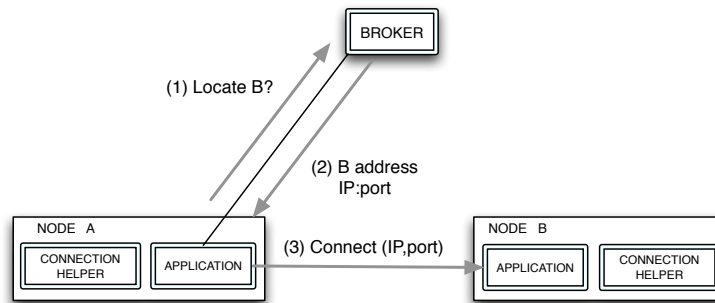 BROKER
(1) Locate B?
(2) B address
IP:port
NODE A
CONNECTION
HELPER
APPLICATION
(3) Connect (IP,port)
NODE B
APPLICATION
CONNECTION
HELPER